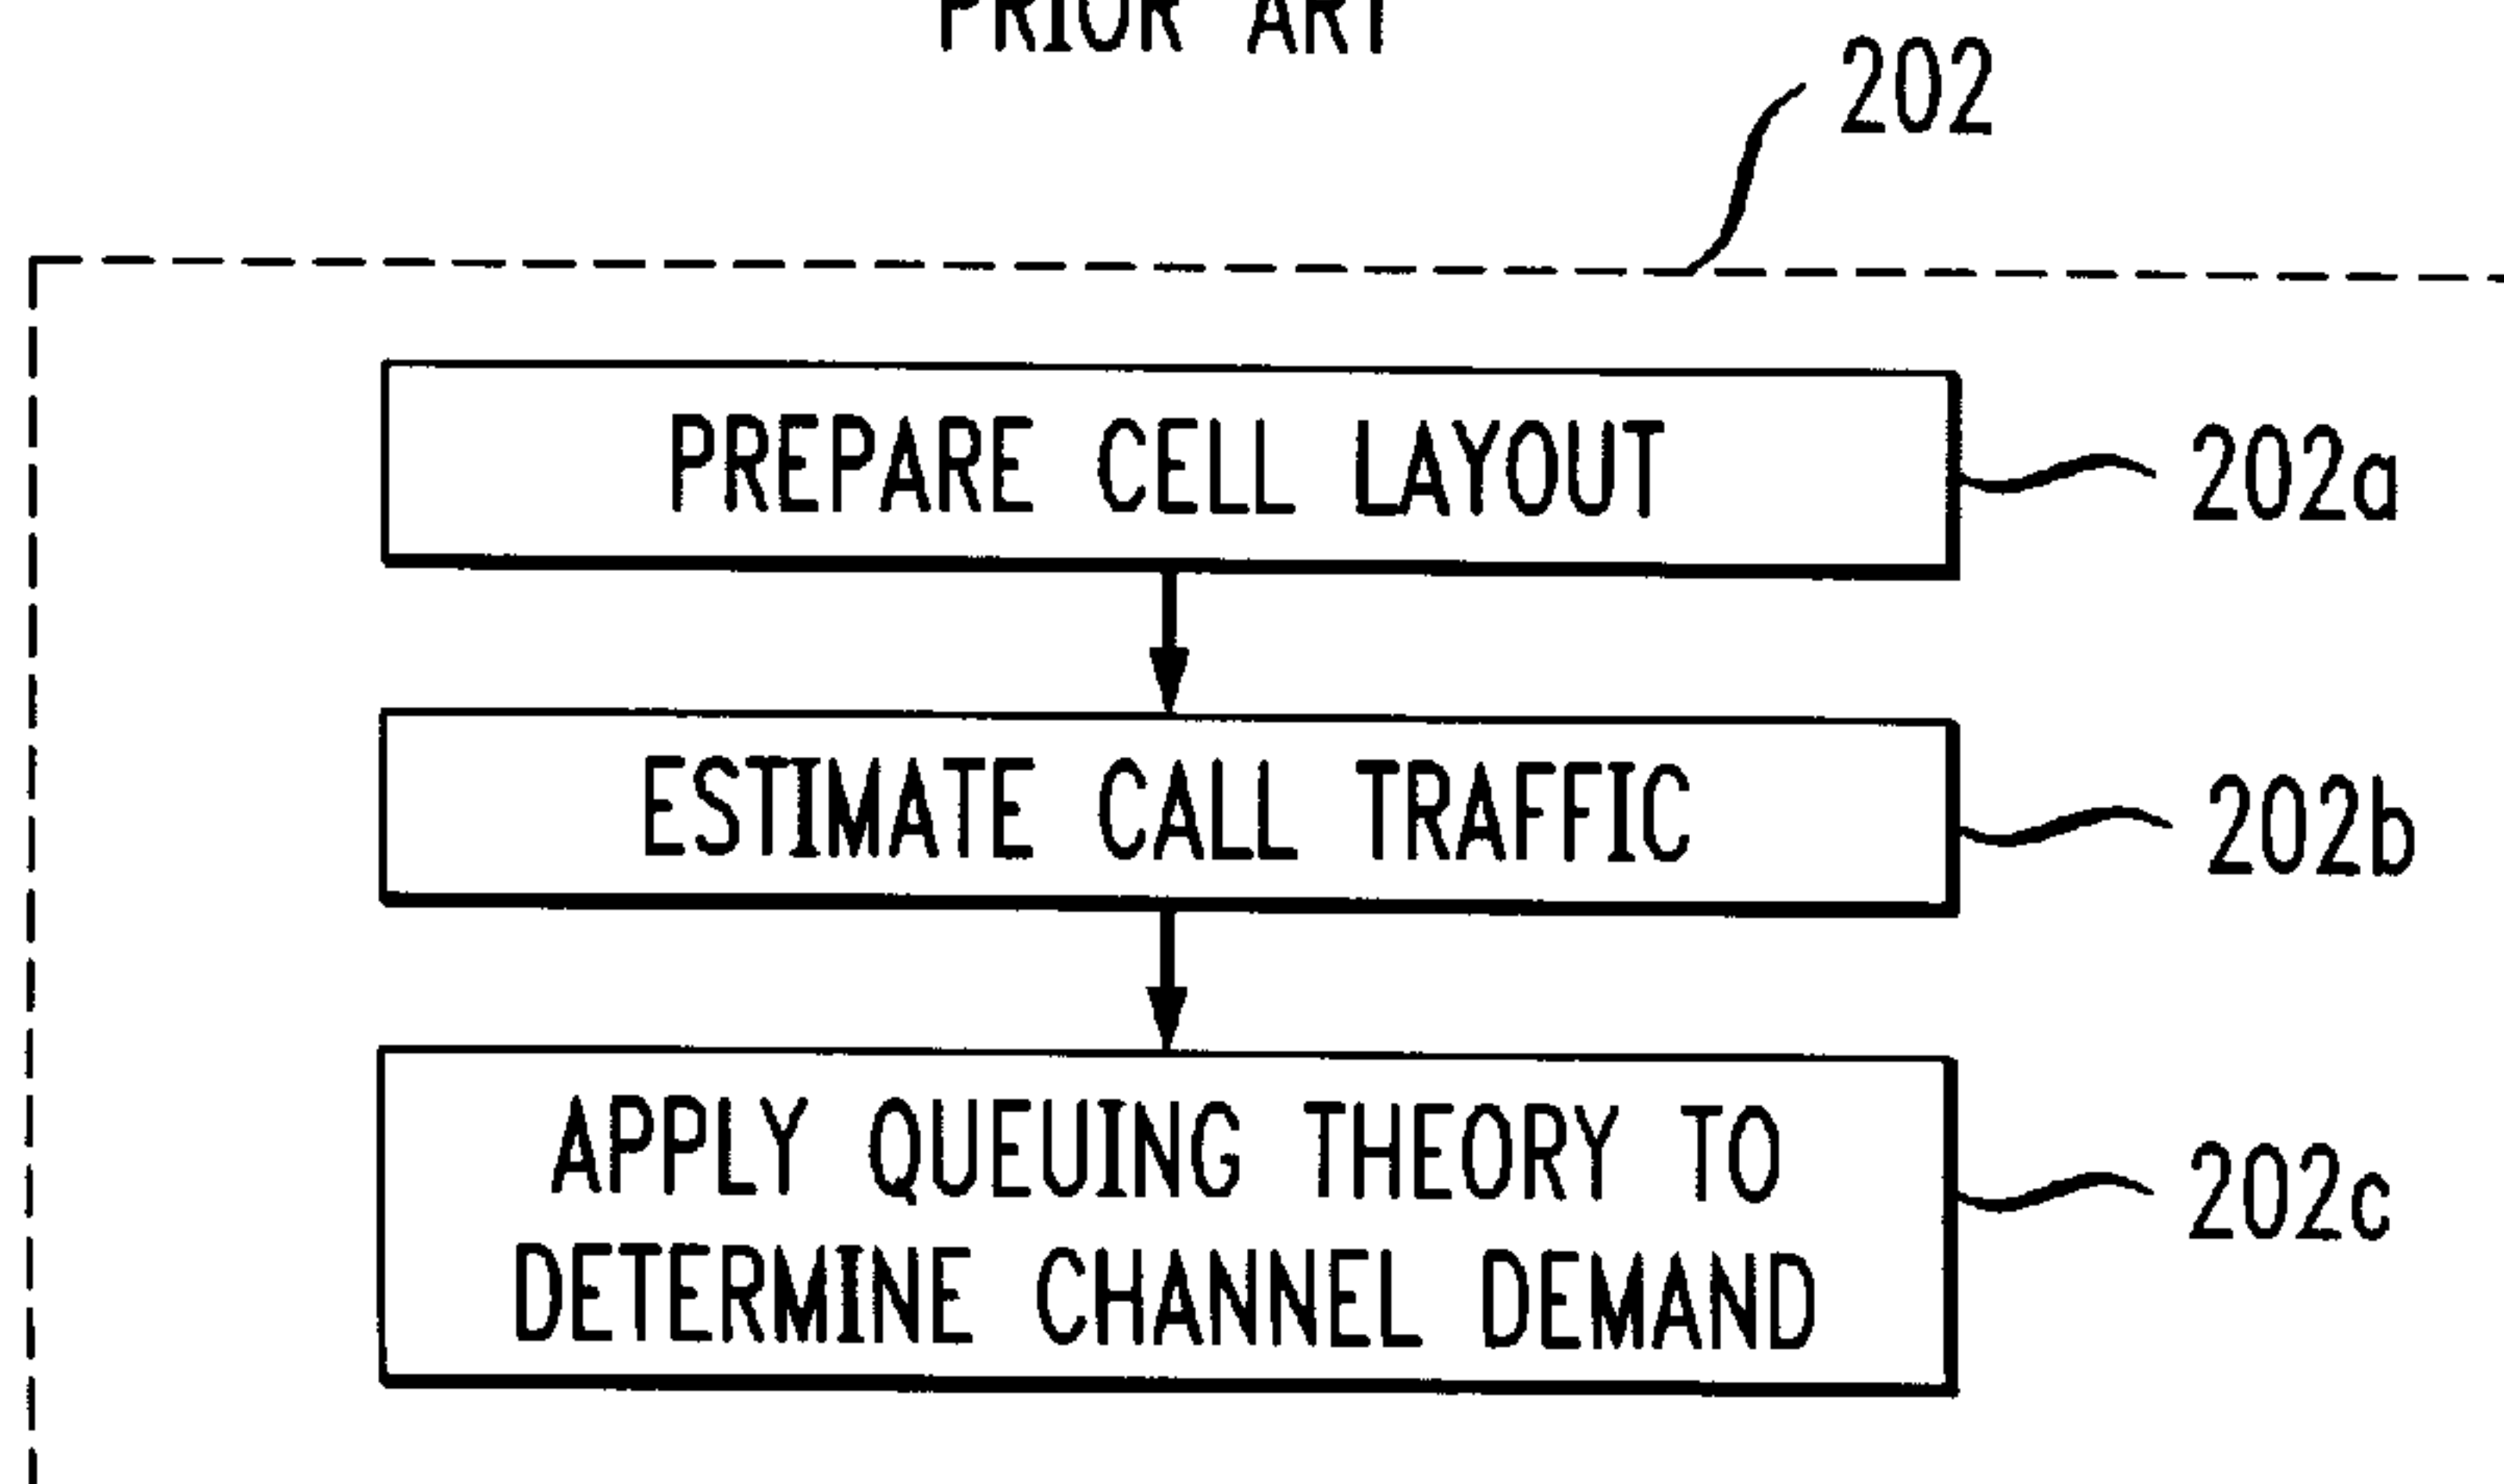 PRIOR ART
202
PREPARE CELL LAYOUT
202a
ESTIMATE CALL TRAFFIC
202b
APPLY QUEUING THEORY TO
DETERMINE CHANNEL DEMAND
202c